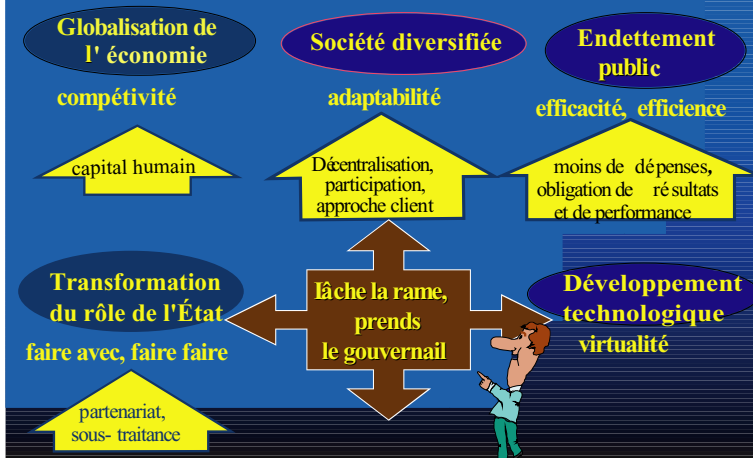 Globalisation de
l' économie
Société diversifiée
Endettement
public
compétivité
adaptabilité
efficacité, efficience
capital humain
Décentralisation,
participation,
approche client
moins de dépenses,
obligation de résultats
et de performance
Transformation
du rôle de l'État
lâche la rame,
prends
le gouvernail
Développement
technologique
virtualité
faire avec, faire faire
partenariat,
sous- traitance